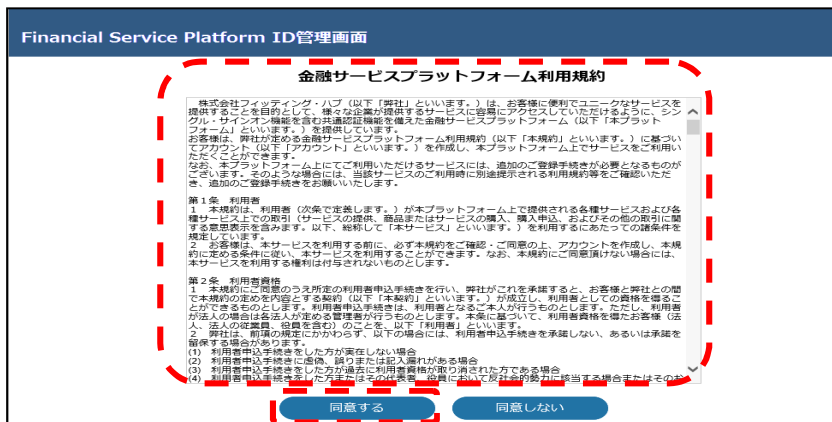 Financial Service Platform ID管理画面
金融サービスプラットフォーム利用規約
株式会社フィッティング・ハブ（以下「弊社」といいます。）は、お客様に便利でユニークなサービスを
提供することを目的として、様々な企業が提供するサービスに容易にアクセスしていただけるように、シン
グル・サインオン機能を含む共通認証機能を備えた金融サービスプラットフォーム（以下「本プラット
フォーム」といいます。）を提供しています。
お客様は、弊社が定める金融サービスプラットフォーム利用規約（以下「本規約」といいます。）に基づい
てアカウント（以下「アカウント」といいます。）を作成し、本プラットフォーム上でサービスをご利用い
ただくことができます。
なお、本プラットフォーム上にてご利用いただけるサービスには、追加のご登録手続きが必要となるものが
ございます。そのような場合には、当該サービスのご利用時に別途提示される利用規約等をご確認いただ
き、追加のご登録手続きをお願いいたします。
第１条　利用者
１　本規約は、利用者（次条で定義します。）が本プラットフォーム上で提供される各種サービスおよび各
種サービス上での取引（サービスの提供、商品またはサービスの購入、購入申込、およびその他の取引に関
する意思表示を含みます。以下、総称して「本サービス」といいます。）を利用するにあたっての諸条件を
規定しています。
２　お客様は、本サービスを利用する前に、必ず本規約をご確認・ご同意の上、アカウントを作成し、本規
約に定める条件に従い、本サービスを利用することができます。なお、本規約にご同意頂けない場合には、
本サービスを利用する権利は付与されないものとします。
第２条　利用者資格
１　本規約にご同意のうえ所定の利用者申込手続きを行い、弊社がこれを承諾すると、お客様と弊社との間
で本規約の定めを内容とする契約（以下「本契約」といいます。）が成立し、利用者としての資格を得るこ
とができるものとします。利用者申込手続きは、利用者となるご本人が行うものとします。ただし、利用者
が法人の場合は各法人が定める管理者が行うものとします。本条に基づいて、利用者資格を得たお客様（法
人、法人の従業員、役員を含む）のことを、以下「利用者」といいます。
２　弊社は、前項の規定にかかわらず、以下の場合には、利用者申込手続きを承諾しない、あるいは承諾を
留保する場合があります。
(1)　利用者申込手続きをした方が実在しない場合
(2)　利用者申込手続きに虚偽、誤りまたは記入漏れがある場合
(3)　利用者申込手続きをした方が過去に利用者資格が取り消された方である場合
(4)　利用者申込手続きをした方またはその代表者、役員において反社会的勢力に該当する場合またはそのお
同意する
同意しない